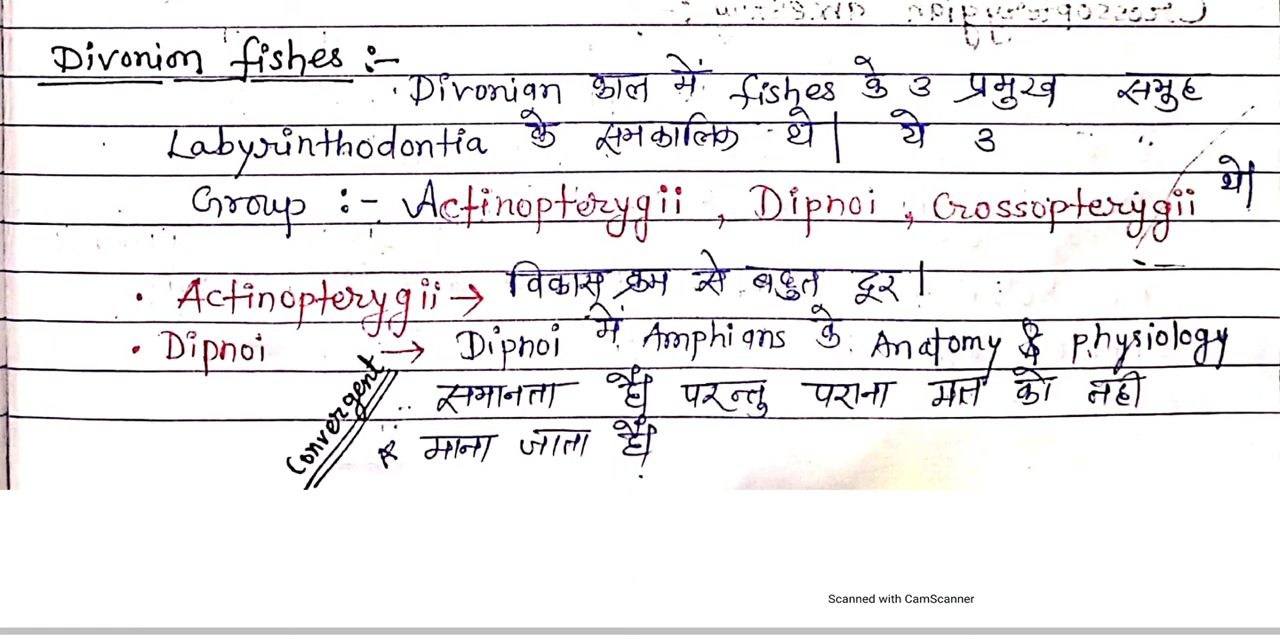 Divonion fishes :-
Divonian काल में fishes के 3 प्रमुख समुह
Labyrinthodontia के समकालिक थे| ये 3
Group :- Actinopterygii , Dipnoi , Crossopterygii थे|
• Actinopterygii → विकास क्रम से बहुत दूर |
• Dipnoi → Dipnoi में Amphians के Anatomy & Physiology
Convergent समानता है| परन्तु पराना मत को नही
* माना जाता है|
Scanned with CamScanner